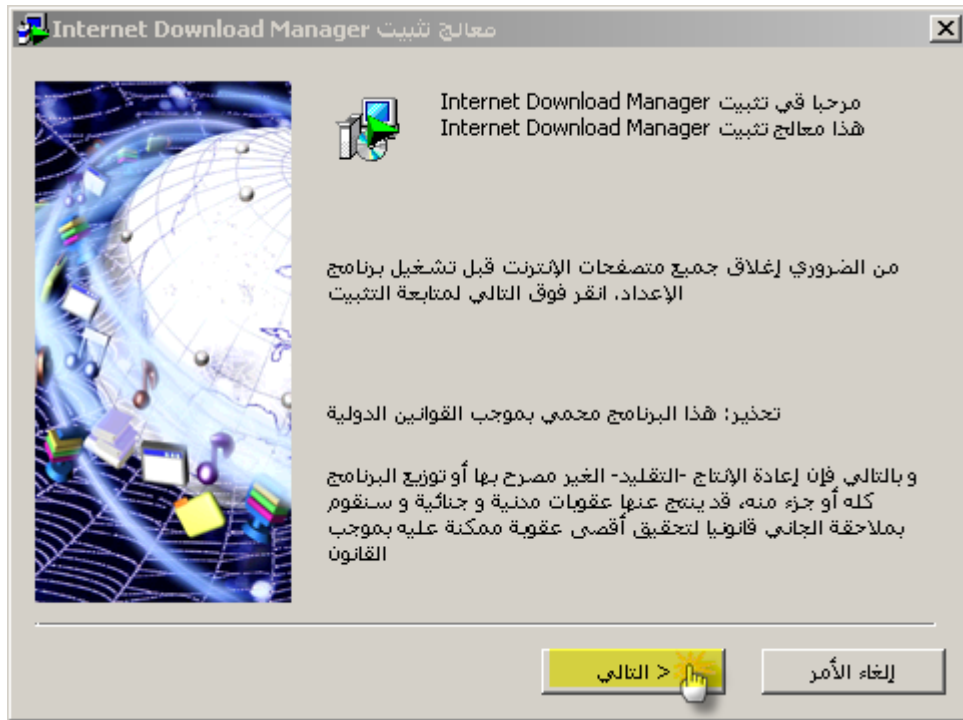 معالج تثبيت Internet Download Manager
مرحبا في تثبيت Internet Download Manager
هذا معالج تثبيت Internet Download Manager
من الضروري إغلاق جميع متصفحات الإنترنت قبل تشغيل برنامج
الإعداد. انقر فوق التالي لمتابعة التثبيت
تحذير: هذا البرنامج محمي بموجب القوانين الدولية
و بالتالي فإن إعادة الإنتاج -التقليد- الغير مصرح بها أو توزيع البرنامج
كله أو جزء منه، قد ينتج عنها عقوبات مدنية و جنائية و سنقوم
بملاحقة الجاني قانونيا لتحقيق أقصى عقوبة ممكنة عليه بموجب
القانون
إلغاء الأمر
< التالي